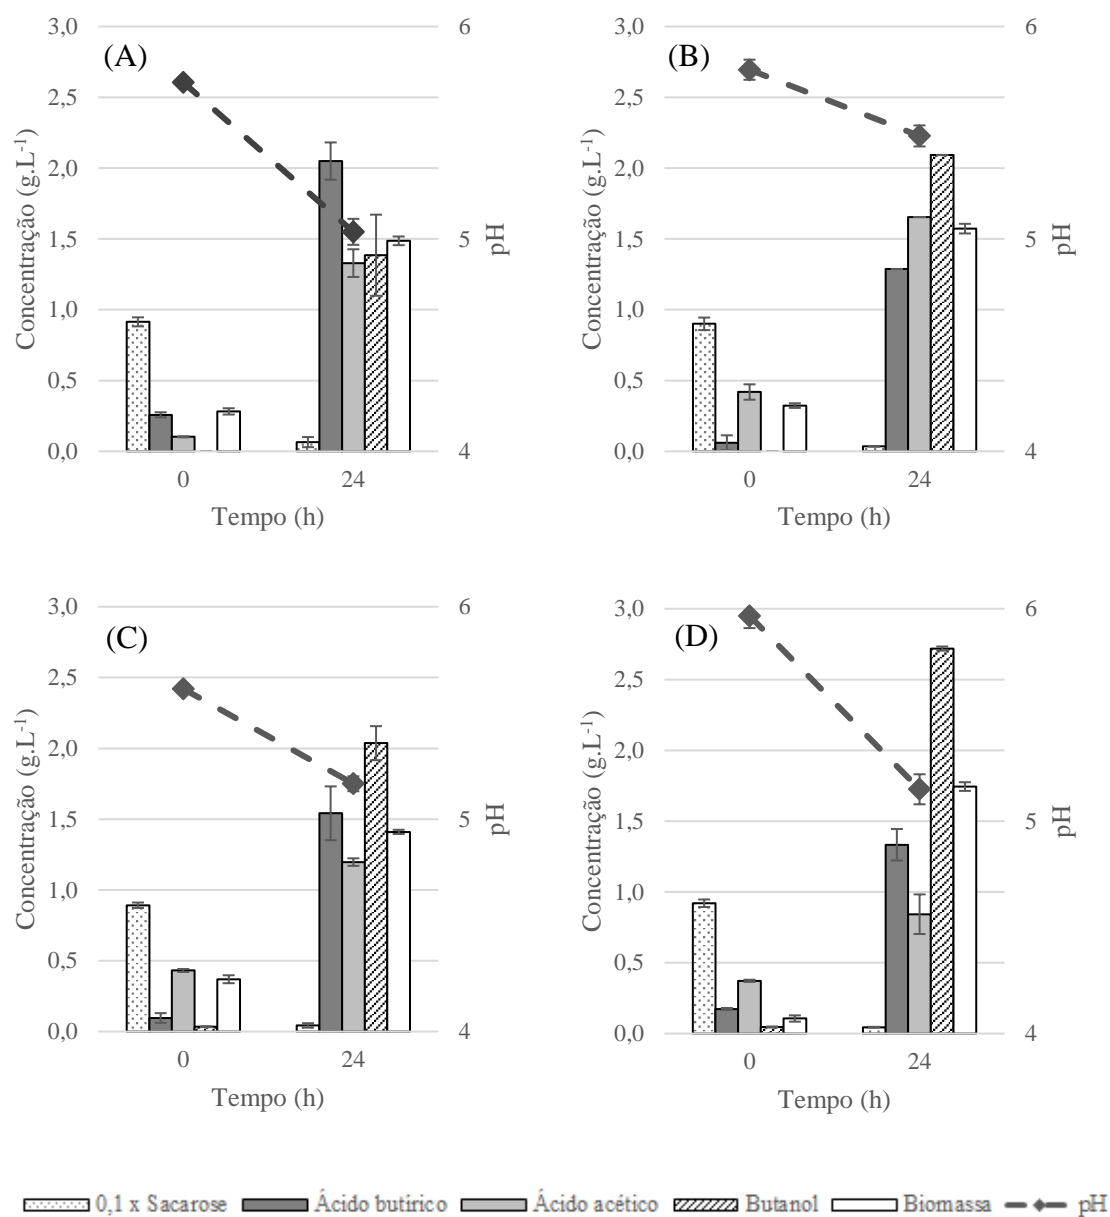 3,0
2,5
2,0
1,5
1,0
0,5
0,0
Concentração (g.L-1)
(A)
6
5
4
pH
0 24
Tempo (h)
3,0
2,5
2,0
1,5
1,0
0,5
0,0
Concentração (g.L-1)
(B)
6
5
4
pH
0 24
Tempo (h)
3,0
2,5
2,0
1,5
1,0
0,5
0,0
Concentração (g.L-1)
(C)
6
5
4
pH
0 24
Tempo (h)
3,0
2,5
2,0
1,5
1,0
0,5
0,0
Concentração (g.L-1)
(D)
6
5
4
pH
0 24
Tempo (h)
0,1 x Sacarose Ácido butírico Ácido acético Butanol Biomassa pH